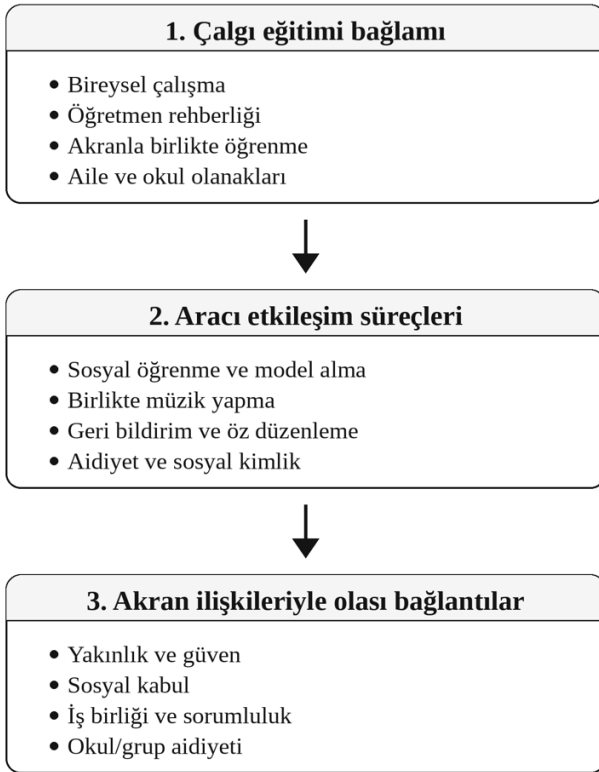 1. Çalgı eğitimi bağlamı
• Bireysel çalışma
• Öğretmen rehberliği
• Akranla birlikte öğrenme
• Aile ve okul olanakları
2. Aracı etkileşim süreçleri
• Sosyal öğrenme ve model alma
• Birlikte müzik yapma
• Geri bildirim ve öz düzenleme
• Aidiyet ve sosyal kimlik
3. Akran ilişkileriyle olası bağlantılar
• Yakınlık ve güven
• Sosyal kabul
• İş birliği ve sorumluluk
• Okul/grup aidiyeti